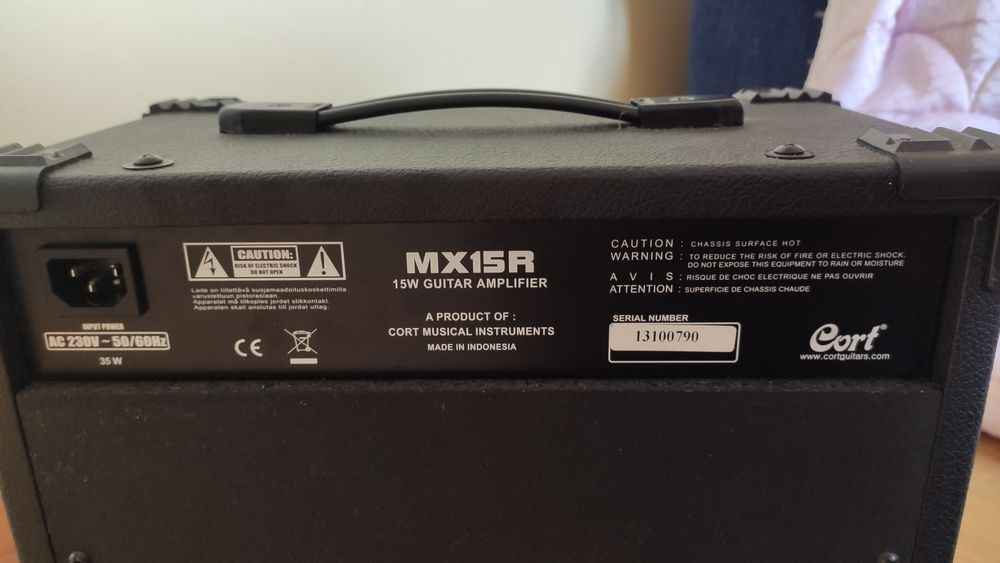 CAUTION:
RISK OF ELECTRIC SHOCK
DO NOT OPEN
Laite on liitettävä suojamaadoituskoskettimilla
varustettuun pistorasiaan.
Apparatet må tilkoples jordet stikkontakt.
Apparaten skall anslutas till jordat uttag.
INPUT POWER
AC 230V ~ 50/60Hz
35 W
CE
MX15R
15W GUITAR AMPLIFIER
A PRODUCT OF :
CORT MUSICAL INSTRUMENTS
MADE IN INDONESIA
CAUTION : CHASSIS SURFACE HOT
WARNING : TO REDUCE THE RISK OF FIRE OR ELECTRIC SHOCK.
DO NOT EXPOSE THIS EQUIPMENT TO RAIN OR MOISTURE
AVIS : RISQUE DE CHOC ELECTRIQUE NE PAS OUVRIR
ATTENTION : SUPERFICIE DE CHASSIS CHAUDE
SERIAL NUMBER
13100790
Cort®
www.cortguitars.com